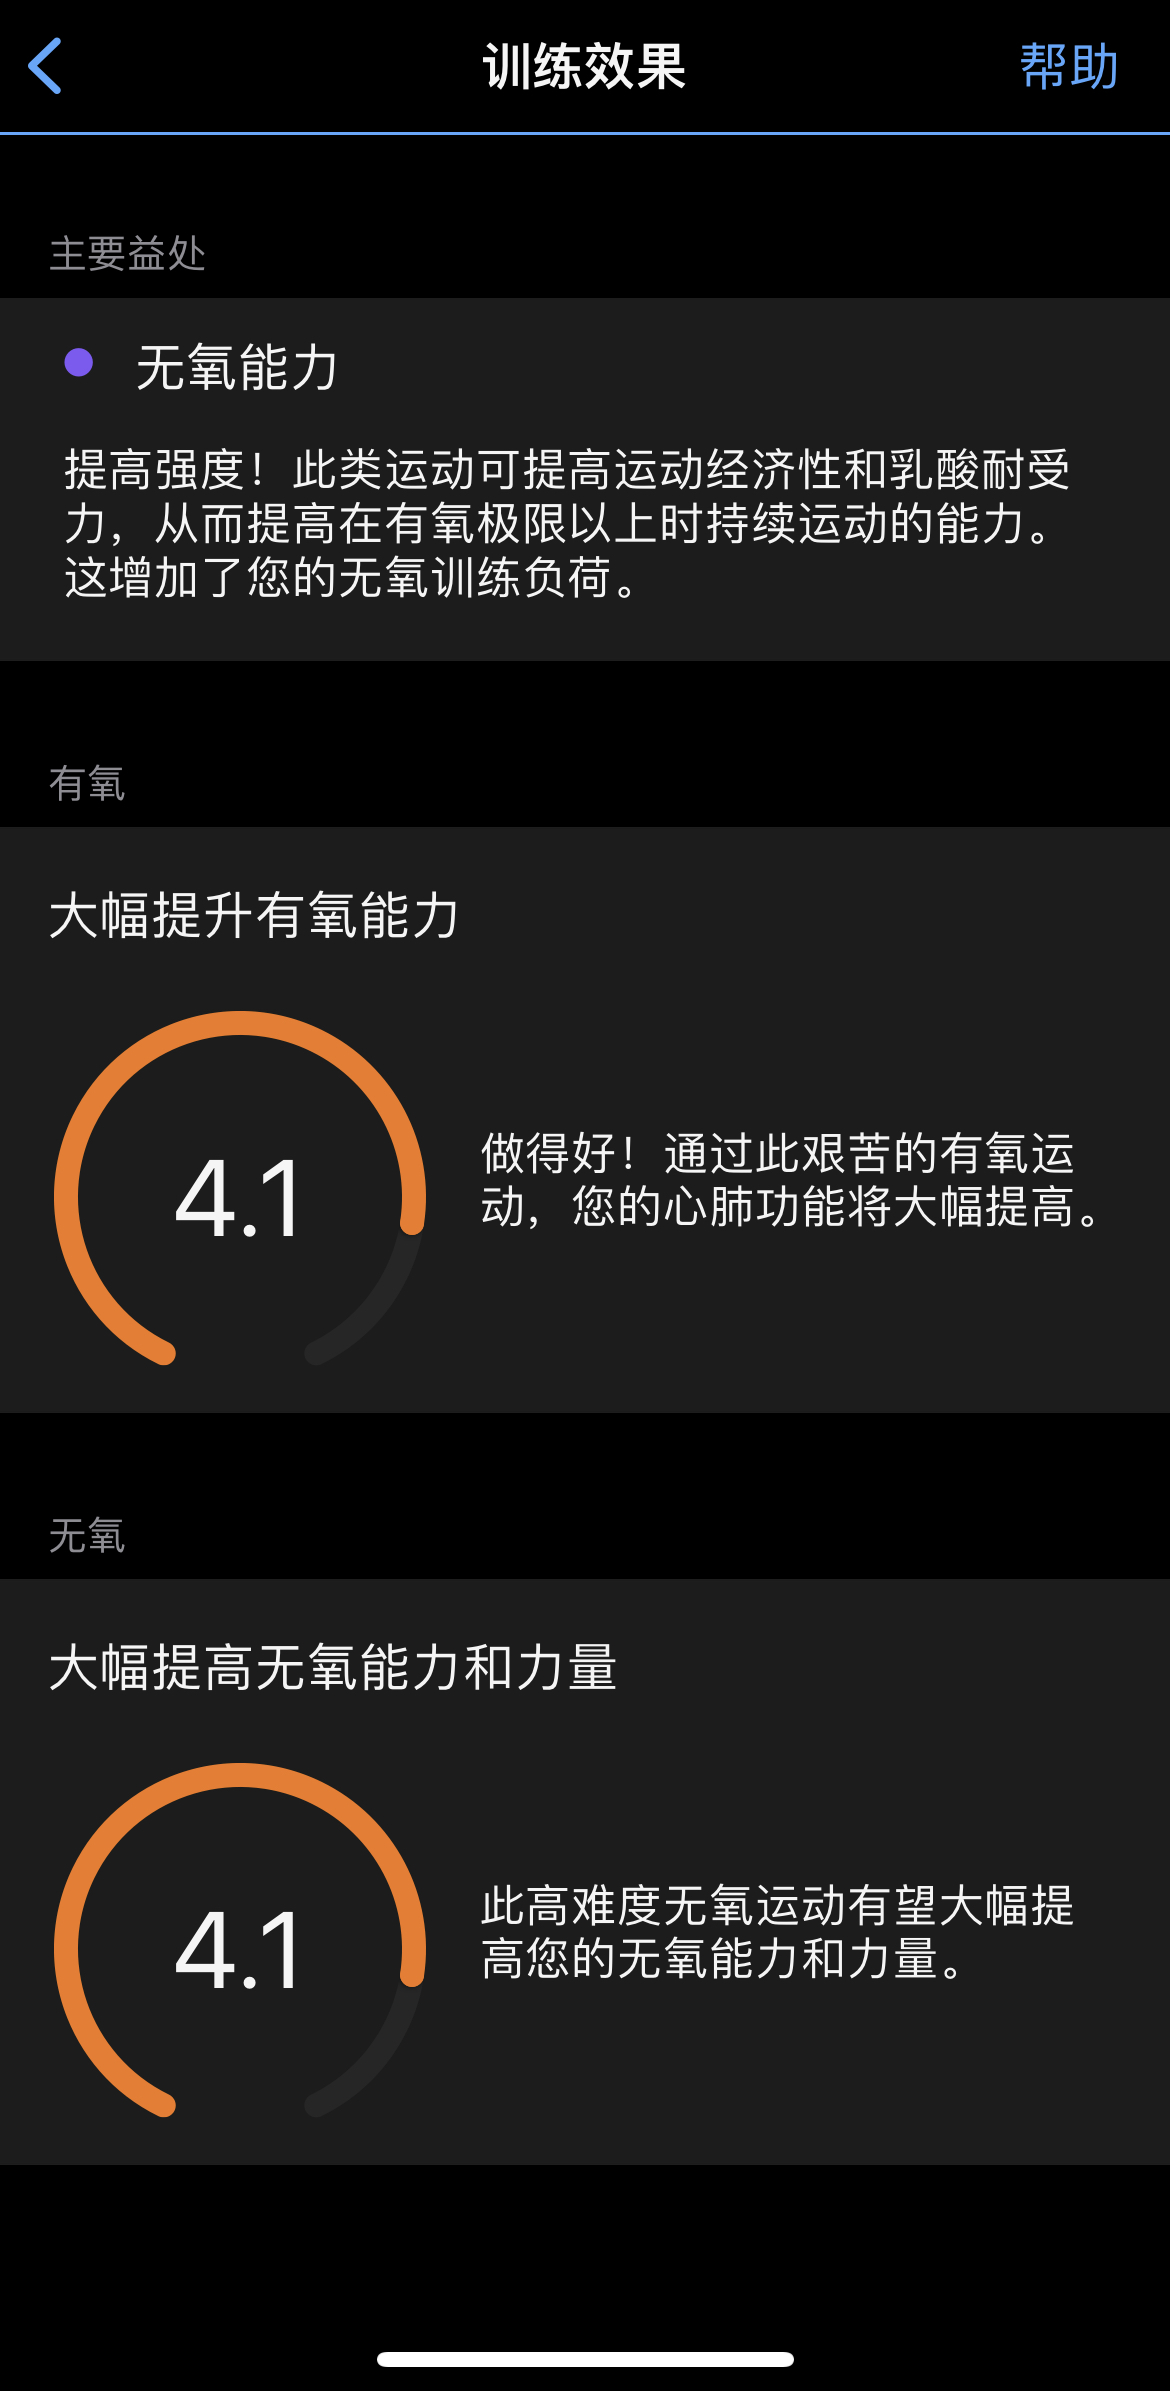 训练效果
帮助
主要益处
无氧能力
提高强度！此类运动可提高运动经济性和乳酸耐受
力，从而提高在有氧极限以上时持续运动的能力。
这增加了您的无氧训练负荷。
有氧
大幅提升有氧能力
4.1
做得好！通过此艰苦的有氧运
动，您的心肺功能将大幅提高。
无氧
大幅提高无氧能力和力量
4.1
此高难度无氧运动有望大幅提
高您的无氧能力和力量。